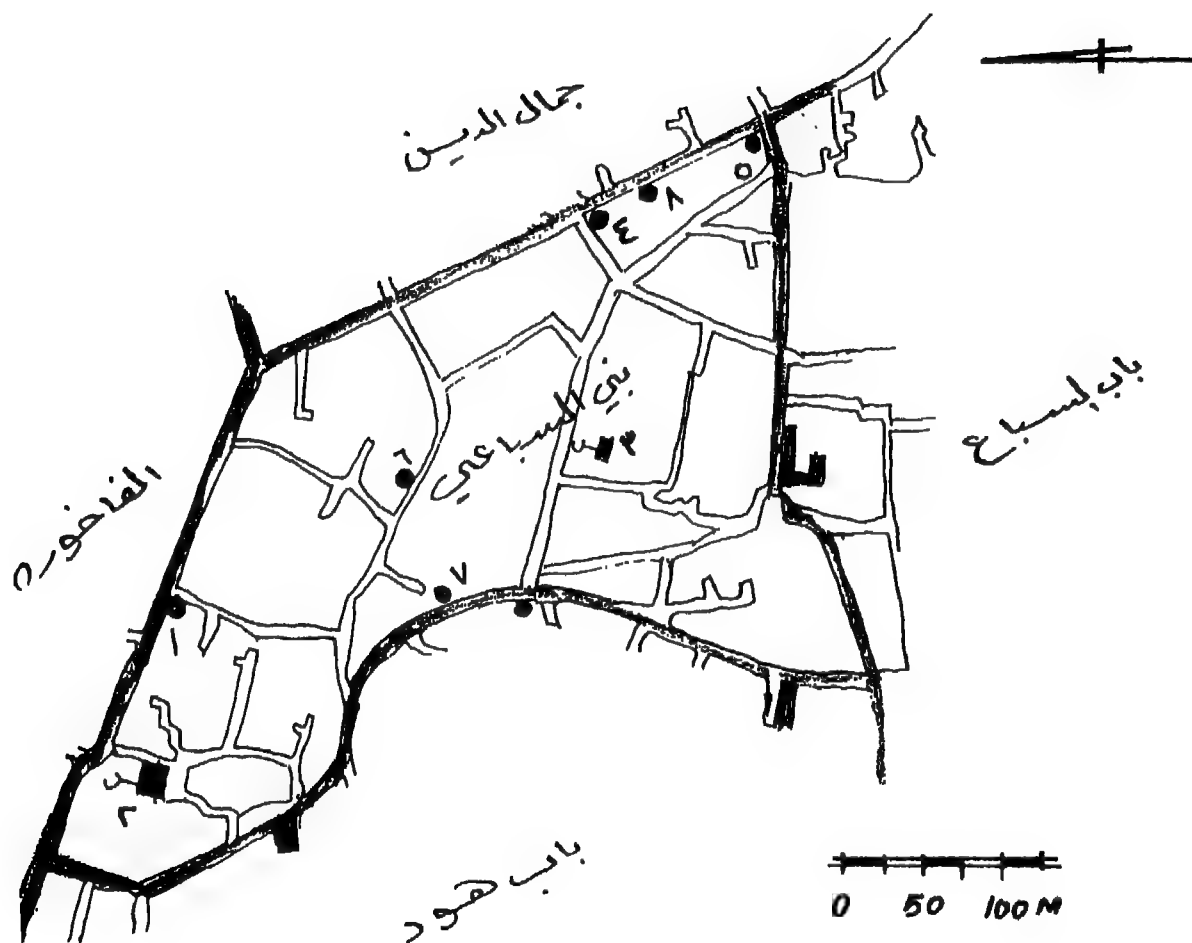 جمال الدين
٥
٨
٤
باب السباع
بني السباعي
س ٣
٦
الفاخوره
٧
١
س
٢
باب هود
0 50 100 M